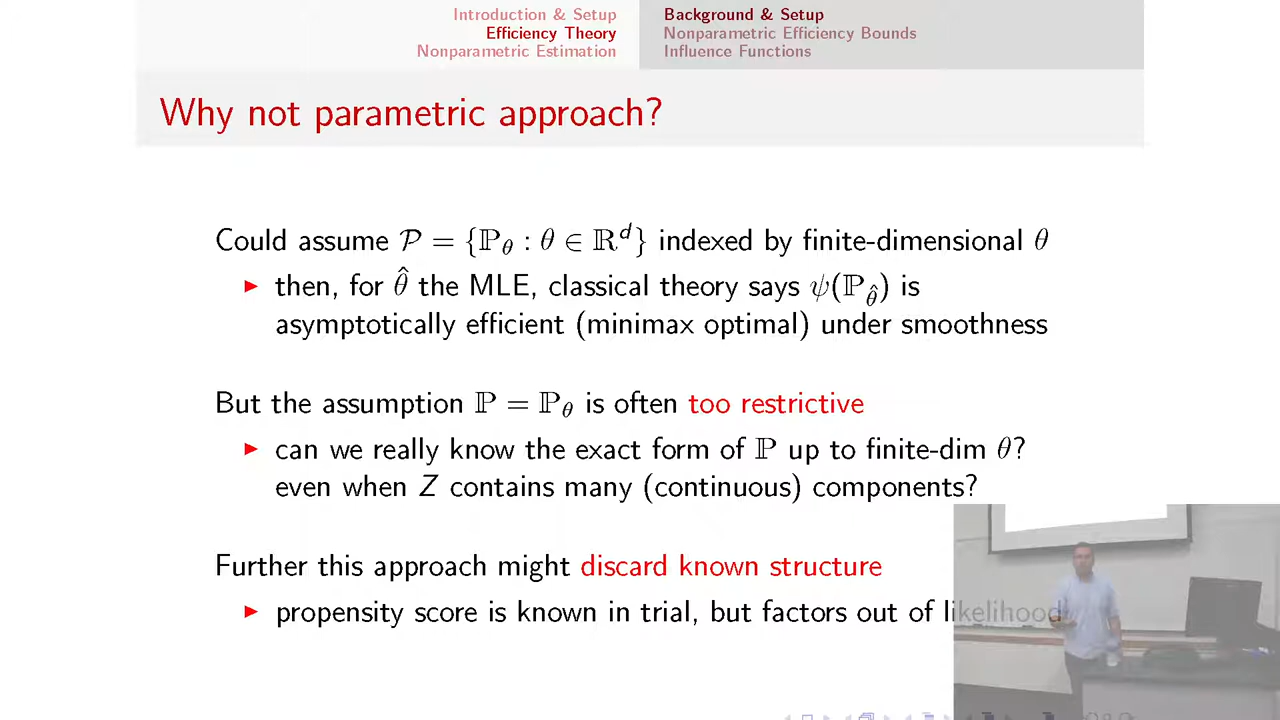 Introduction & Setup
Efficiency Theory
Nonparametric Estimation
Background & Setup
Nonparametric Efficiency Bounds
Influence Functions
Why not parametric approach?
Could assume 𝒫 = {ℙ_θ : θ ∈ ℝ^d} indexed by finite-dimensional θ
▶ then, for θ̂ the MLE, classical theory says ψ(ℙ_θ̂) is
asymptotically efficient (minimax optimal) under smoothness
But the assumption ℙ = ℙ_θ is often too restrictive
▶ can we really know the exact form of ℙ up to finite-dim θ?
even when Z contains many (continuous) components?
Further this approach might discard known structure
▶ propensity score is known in trial, but factors out of likelihood